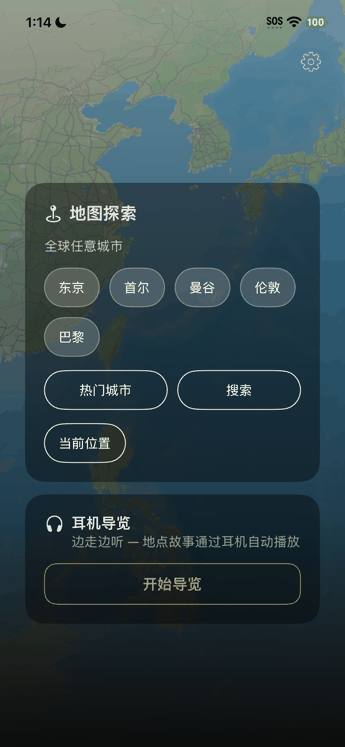 1:14
SOS
100
地图探索
全球任意城市
东京 首尔 曼谷 伦敦
巴黎
热门城市 搜索
当前位置
耳机导览
边走边听 — 地点故事通过耳机自动播放
开始导览